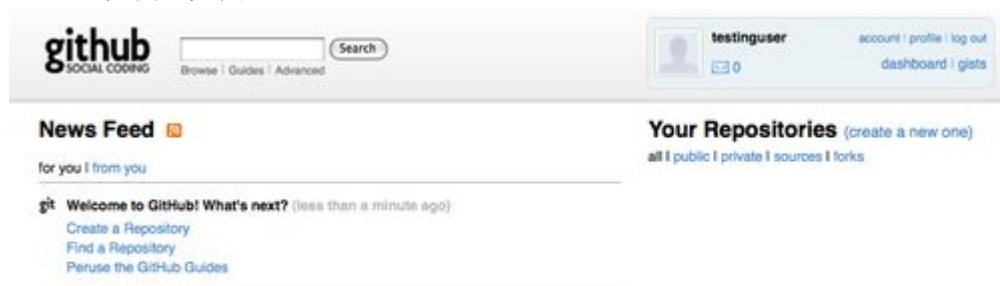 github
SOCIAL CODING
Search
Browse | Guides | Advanced
testinguser
account | profile | log out
0
dashboard | gists
News Feed
for you | from you
git Welcome to GitHub! What's next? (less than a minute ago)
Create a Repository
Find a Repository
Peruse the GitHub Guides
Your Repositories (create a new one)
all | public | private | sources | forks